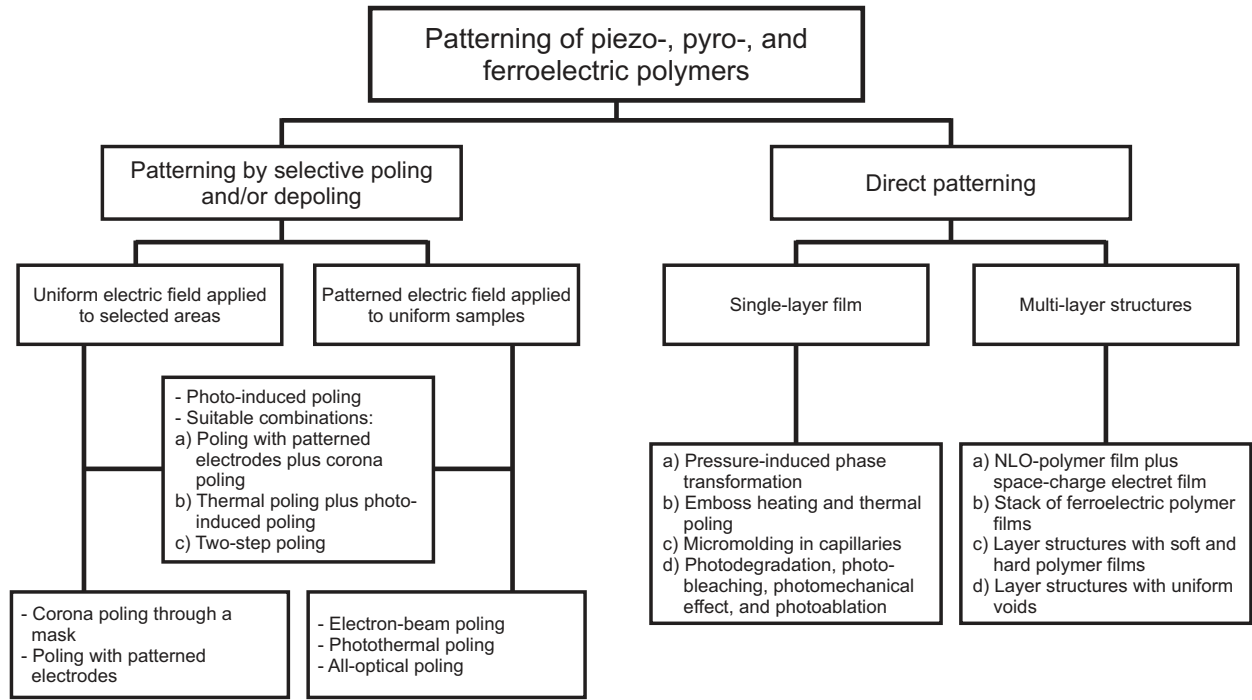 Patterning of piezo-, pyro-, and
ferroelectric polymers
Patterning by selective poling
and/or depoling
Direct patterning
Uniform electric field applied
to selected areas
Patterned electric field applied
to uniform samples
Single-layer film
Multi-layer structures
- Photo-induced poling
- Suitable combinations:
a) Poling with patterned
electrodes plus corona
poling
b) Thermal poling plus photo-
induced poling
c) Two-step poling
a) Pressure-induced phase
transformation
b) Emboss heating and thermal
poling
c) Micromolding in capillaries
d) Photodegradation, photo-
bleaching, photomechanical
effect, and photoablation
a) NLO-polymer film plus
space-charge electret film
b) Stack of ferroelectric polymer
films
c) Layer structures with soft and
hard polymer films
d) Layer structures with uniform
voids
- Corona poling through a
mask
- Poling with patterned
electrodes
- Electron-beam poling
- Photothermal poling
- All-optical poling